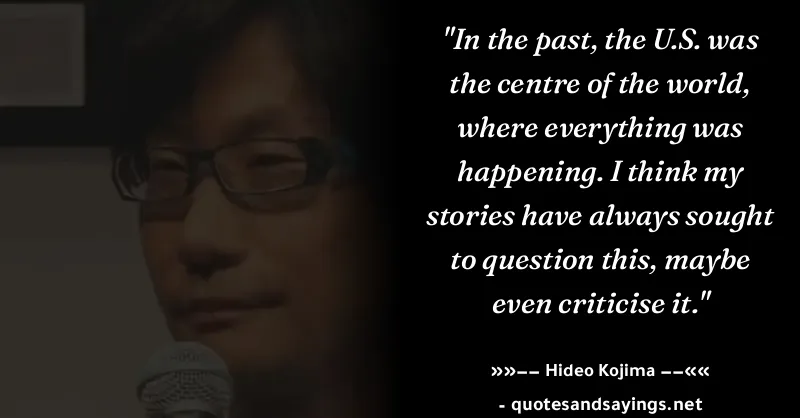 "In the past, the U.S. was
the centre of the world,
where everything was
happening. I think my
stories have always sought
to question this, maybe
even criticise it."
»»−− Hideo Kojima −−««
- quotesandsayings.net